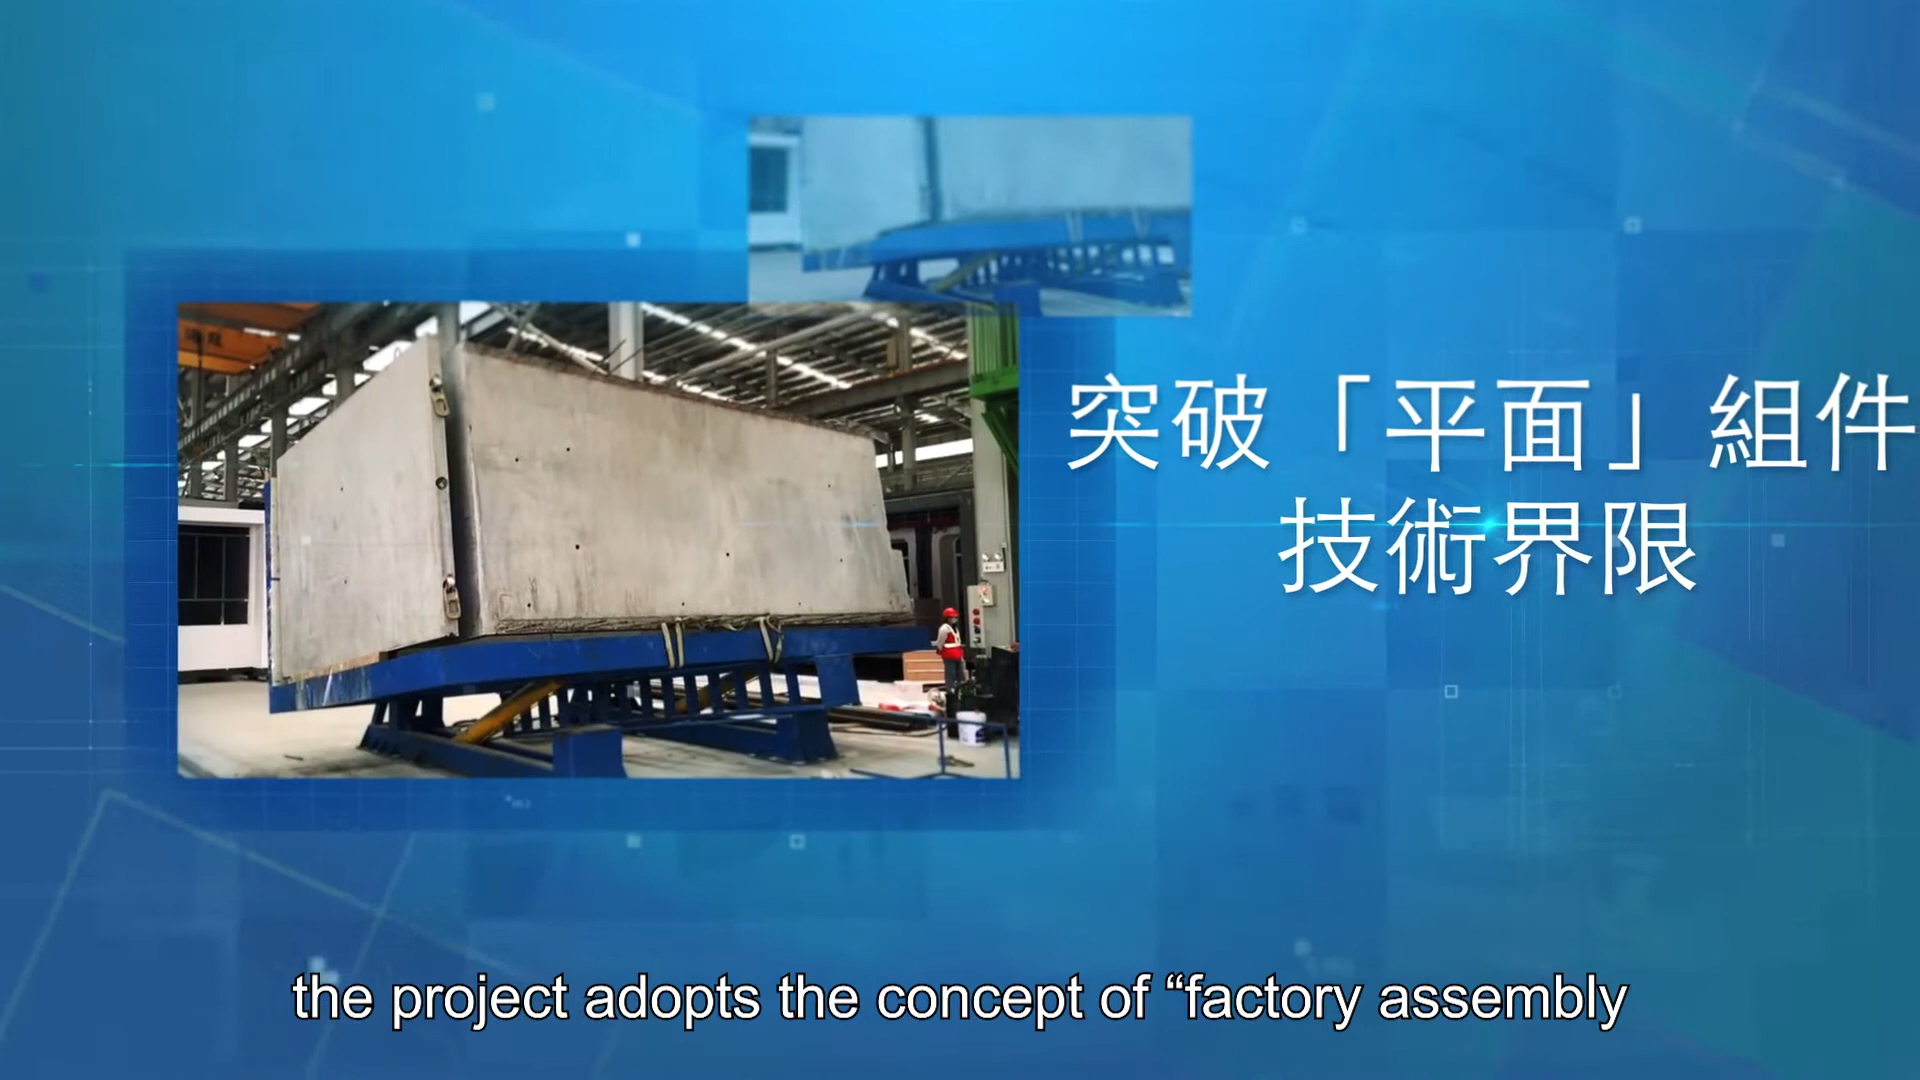 突破「平面」組件
技術界限
the project adopts the concept of “factory assembly